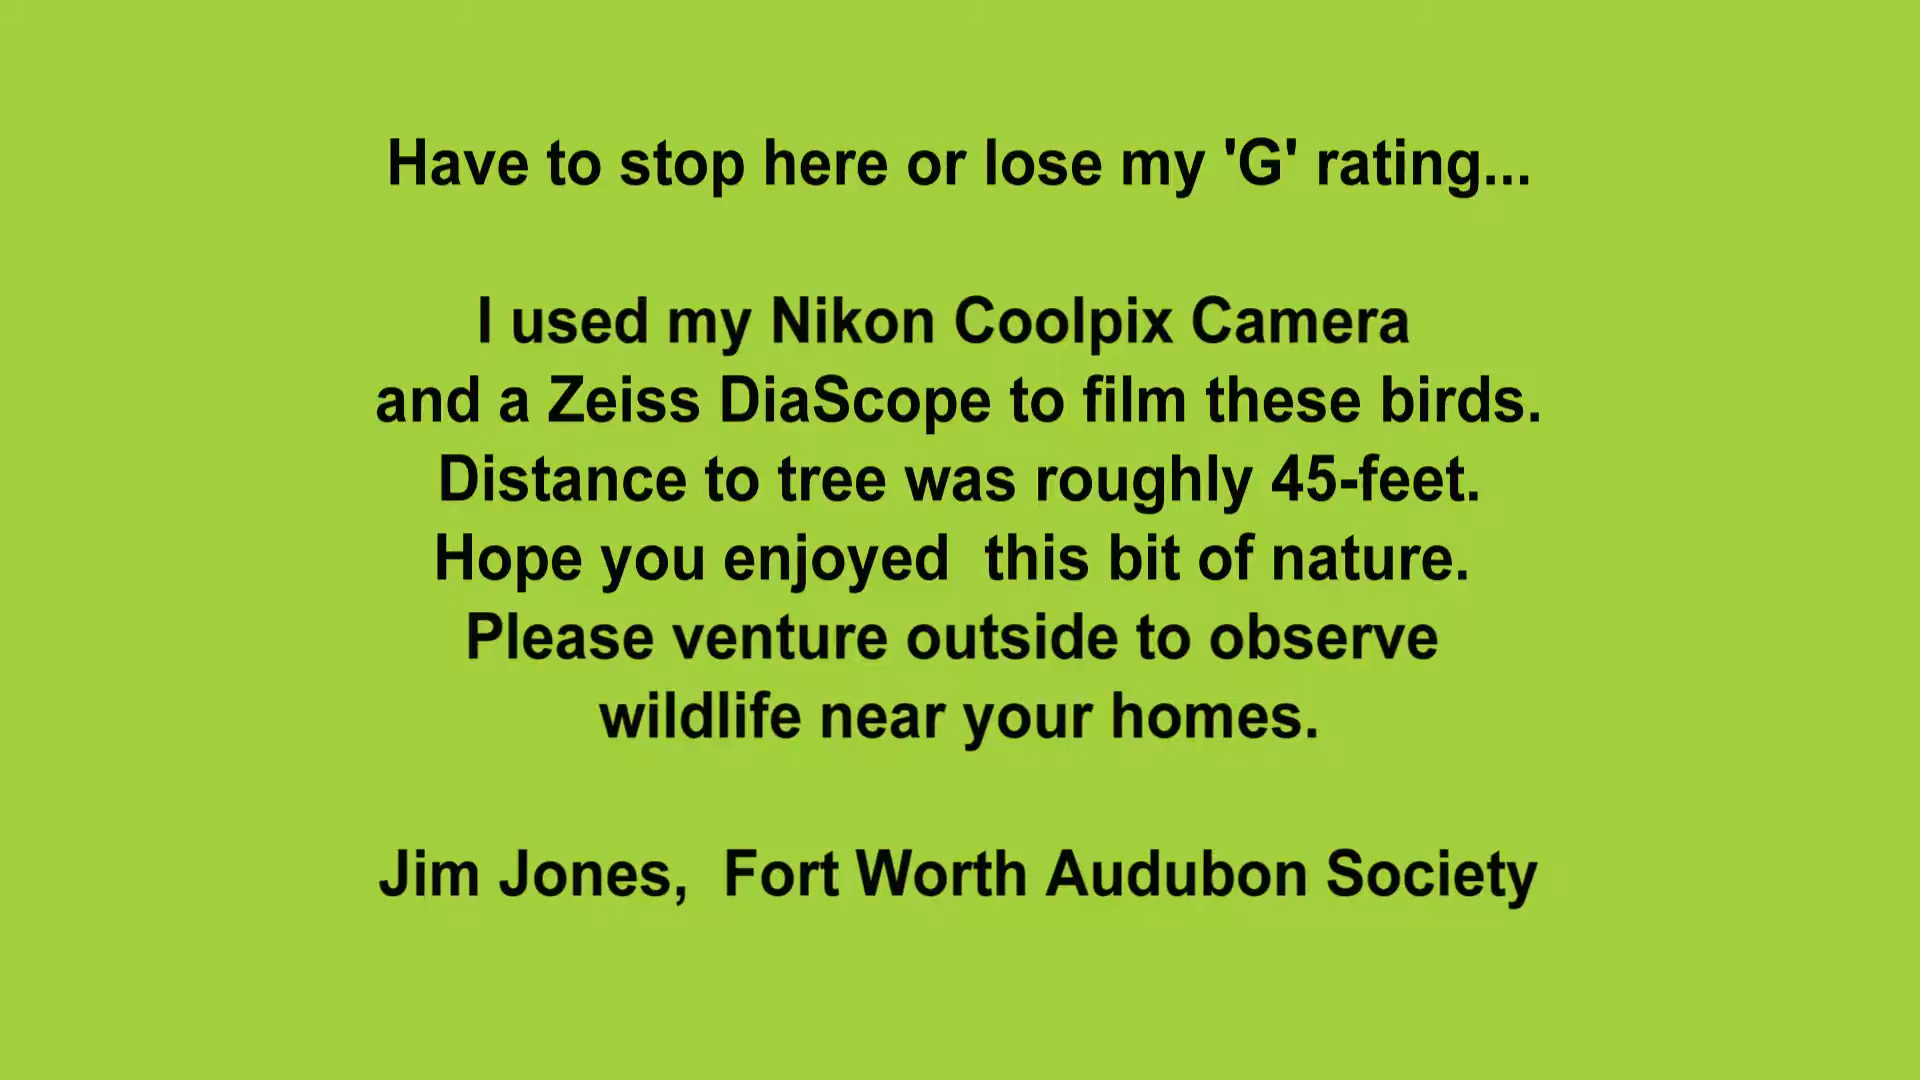 Have to stop here or lose my 'G' rating...
I used my Nikon Coolpix Camera
and a Zeiss DiaScope to film these birds.
Distance to tree was roughly 45-feet.
Hope you enjoyed  this bit of nature.
Please venture outside to observe
wildlife near your homes.
Jim Jones,  Fort Worth Audubon Society